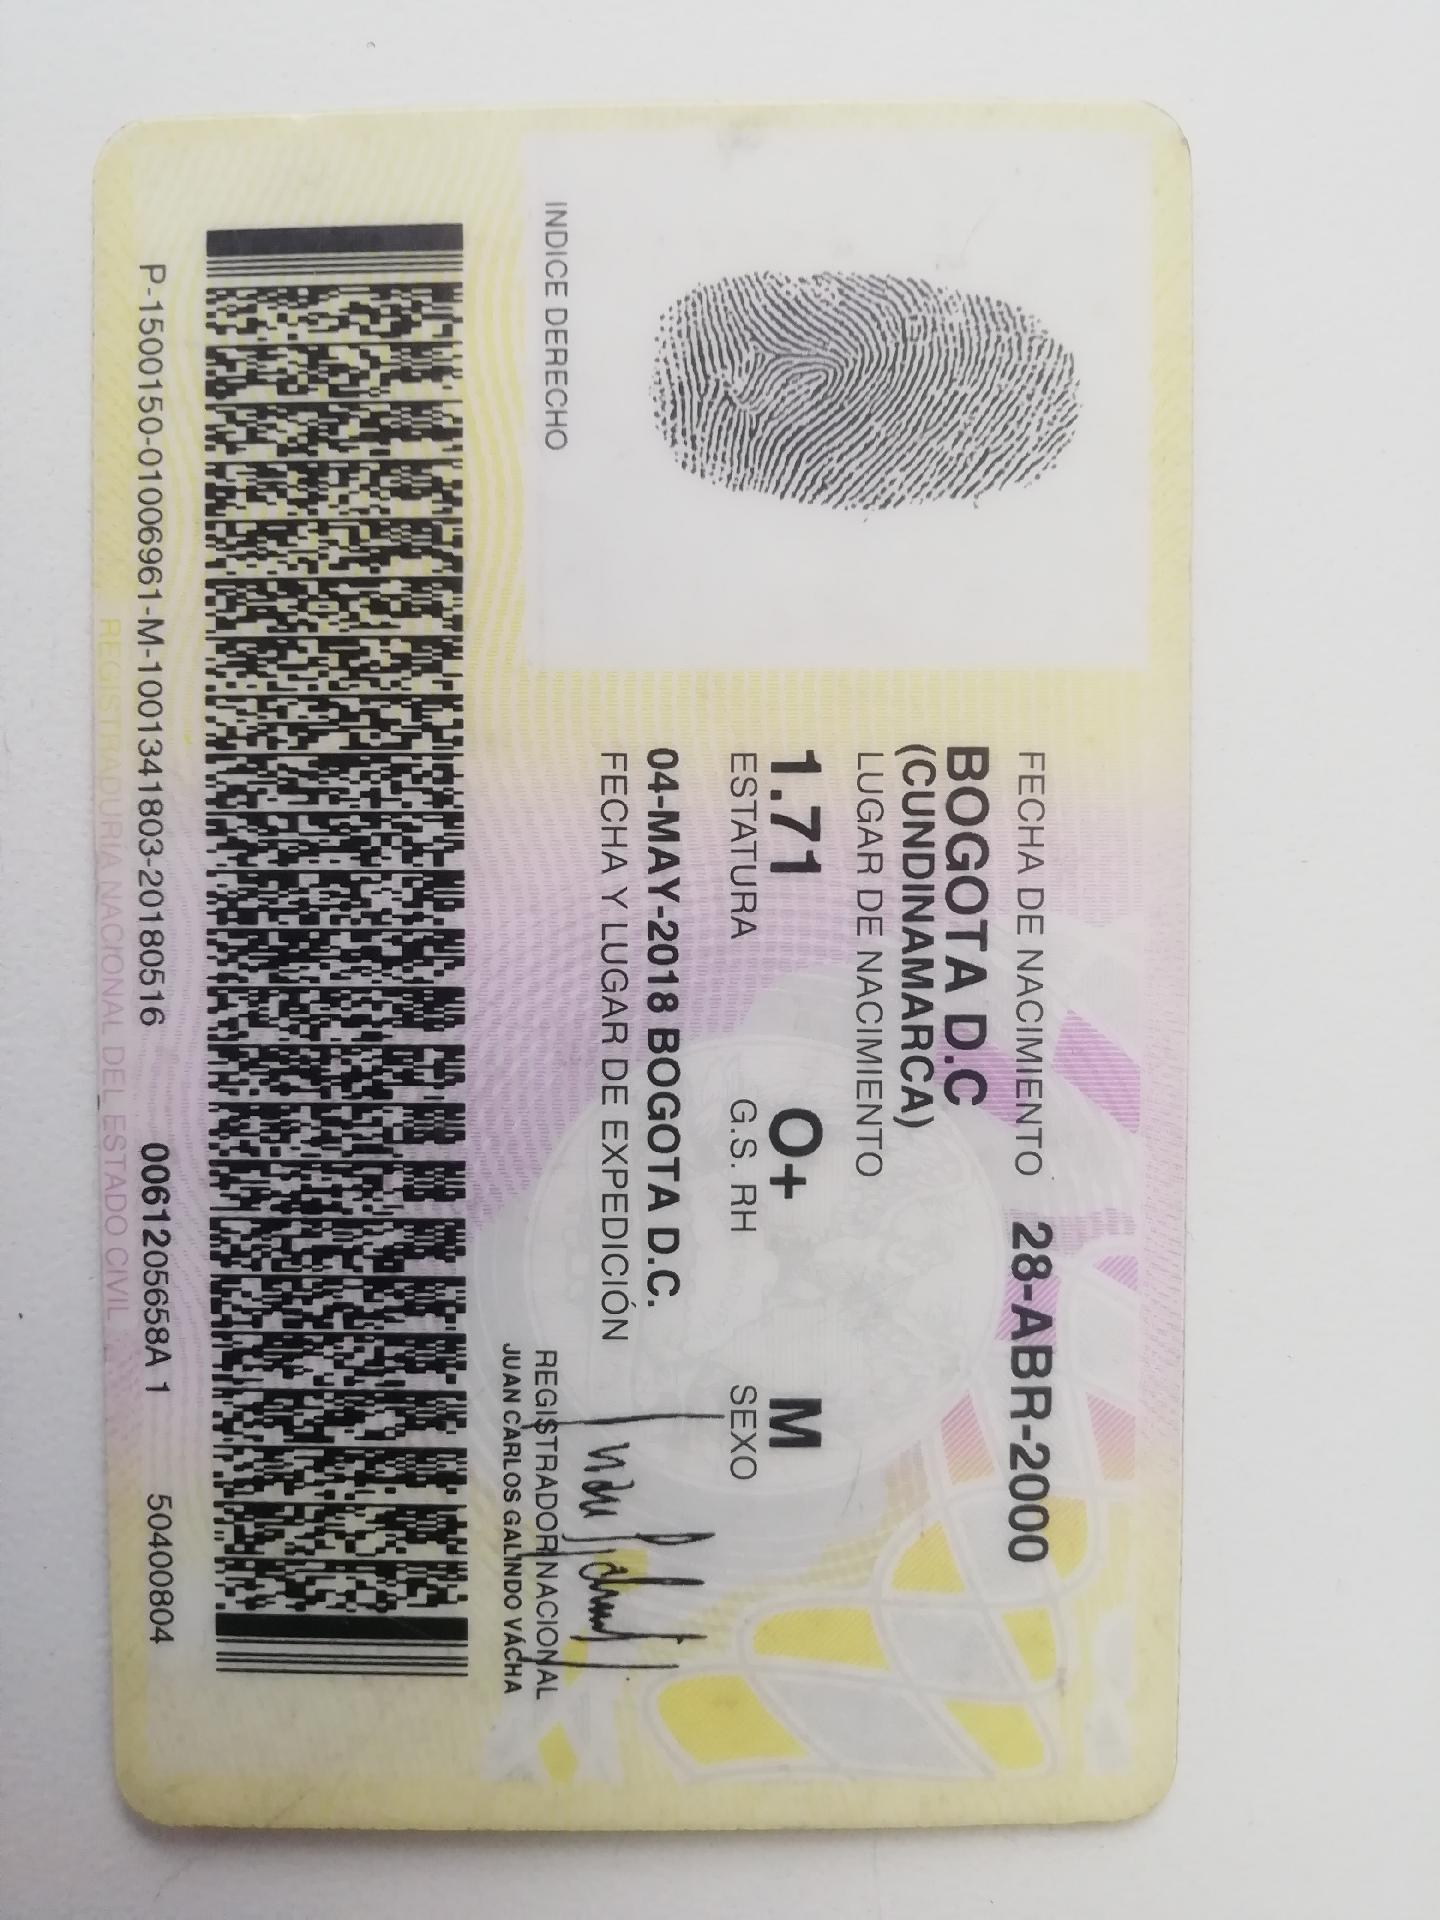 FECHA DE NACIMIENTO 28-ABR-2000
BOGOTA D.C
(CUNDINAMARCA)
LUGAR DE NACIMIENTO
1.71 O+ M
ESTATURA G.S. RH SEXO
04-MAY-2018 BOGOTA D.C.
FECHA Y LUGAR DE EXPEDICIÓN
INDICE DERECHO
REGISTRADOR NACIONAL
JUAN CARLOS GALINDO VÁCHA
P-1500150-01006961-M-1001341803-20180516 0061205658A 1 50400804
REGISTRADURIA NACIONAL DEL ESTADO CIVIL